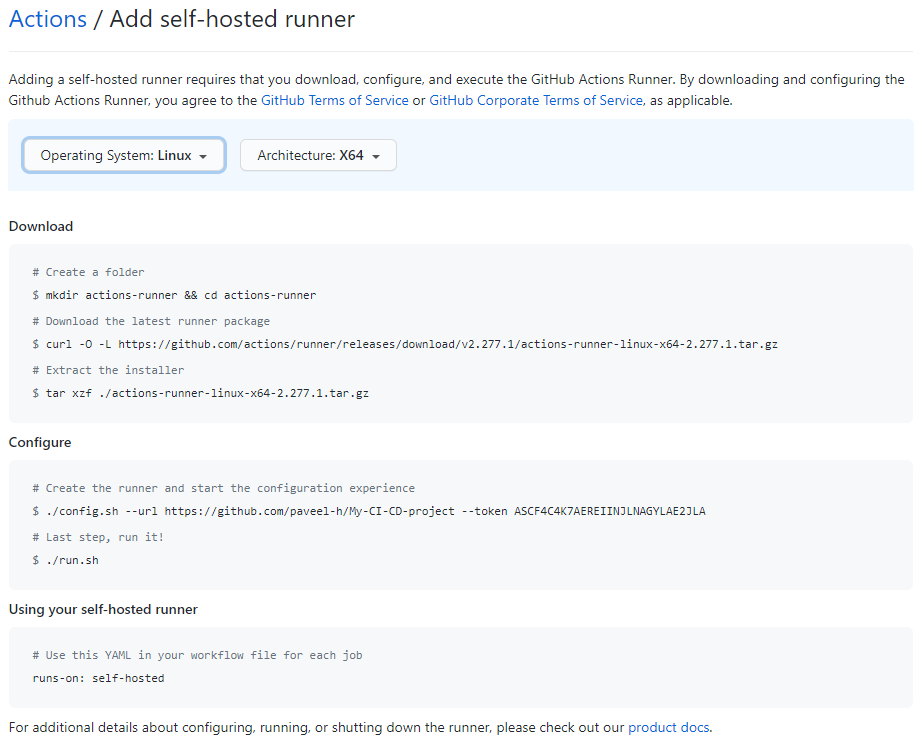 Actions / Add self-hosted runner
Adding a self-hosted runner requires that you download, configure, and execute the GitHub Actions Runner. By downloading and configuring the
Github Actions Runner, you agree to the GitHub Terms of Service or GitHub Corporate Terms of Service, as applicable.
Operating System: Linux Architecture: X64
Download
# Create a folder
$ mkdir actions-runner && cd actions-runner
# Download the latest runner package
$ curl -O -L https://github.com/actions/runner/releases/download/v2.277.1/actions-runner-linux-x64-2.277.1.tar.gz
# Extract the installer
$ tar xzf ./actions-runner-linux-x64-2.277.1.tar.gz
Configure
# Create the runner and start the configuration experience
$ ./config.sh --url https://github.com/paveel-h/My-CI-CD-project --token ASCF4C4K7AEREIINJLNAGYLAE2JLA
# Last step, run it!
$ ./run.sh
Using your self-hosted runner
# Use this YAML in your workflow file for each job
runs-on: self-hosted
For additional details about configuring, running, or shutting down the runner, please check out our product docs.